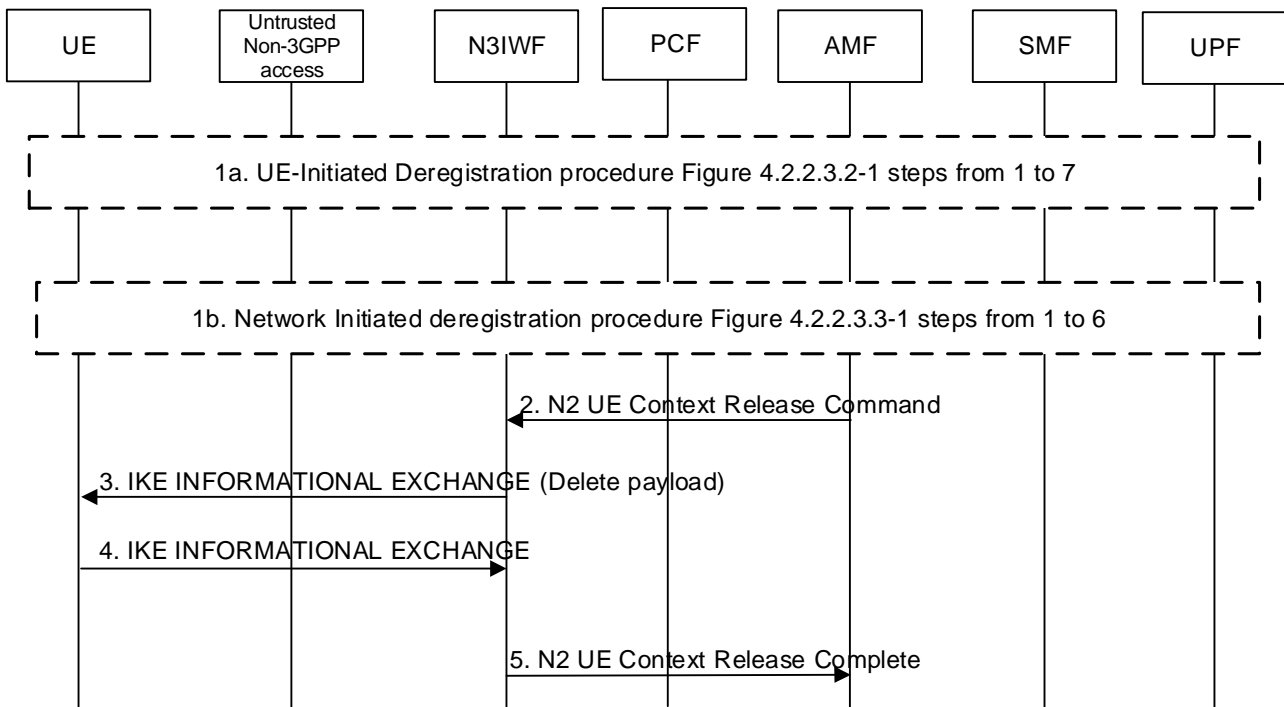 UE
Untrusted
Non-3GPP
access
N3IWF
PCF
AMF
SMF
UPF
1a. UE-Initiated Deregistration procedure Figure 4.2.2.3.2-1 steps from 1 to 7
1b. Network Initiated deregistration procedure Figure 4.2.2.3.3-1 steps from 1 to 6
2. N2 UE Context Release Command
3. IKE INFORMATIONAL EXCHANGE (Delete payload)
4. IKE INFORMATIONAL EXCHANGE
5. N2 UE Context Release Complete